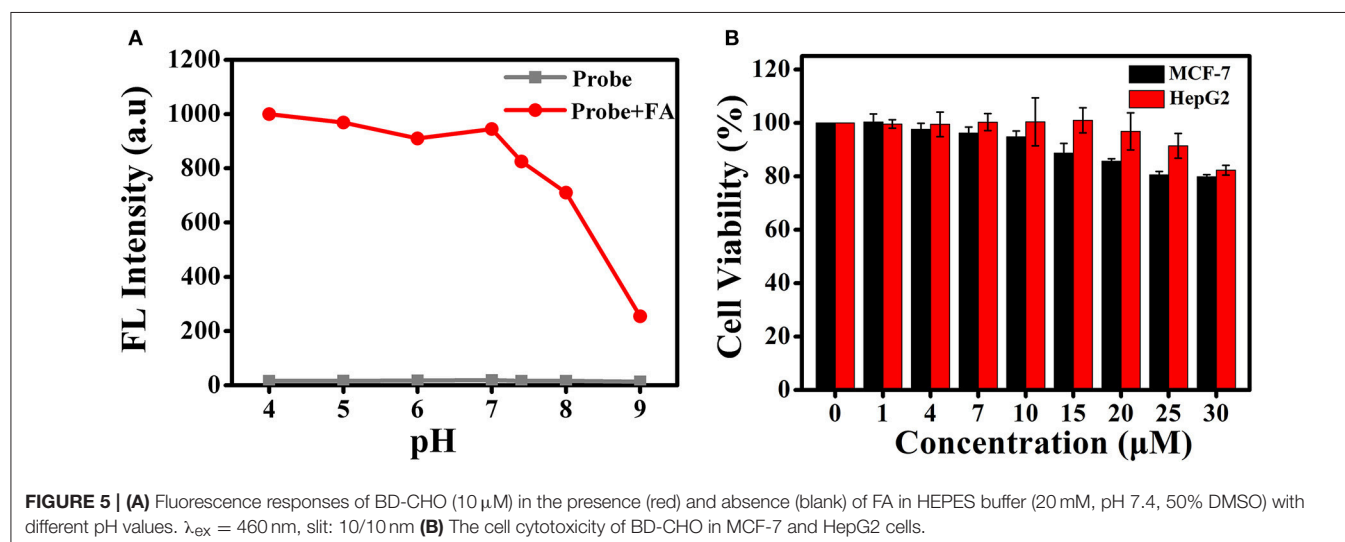 A
1200
1000
800
600
400
200
0
FL Intensity (a.u)
Probe
Probe+FA
4 5 6 7 8 9
pH
B
120
100
80
60
40
20
0
Cell Viability (%)
MCF-7
HepG2
0 1 4 7 10 15 20 25 30
Concentration (μM)
FIGURE 5 | (A) Fluorescence responses of BD-CHO (10 μM) in the presence (red) and absence (blank) of FA in HEPES buffer (20 mM, pH 7.4, 50% DMSO) with
different pH values. λex = 460 nm, slit: 10/10 nm (B) The cell cytotoxicity of BD-CHO in MCF-7 and HepG2 cells.